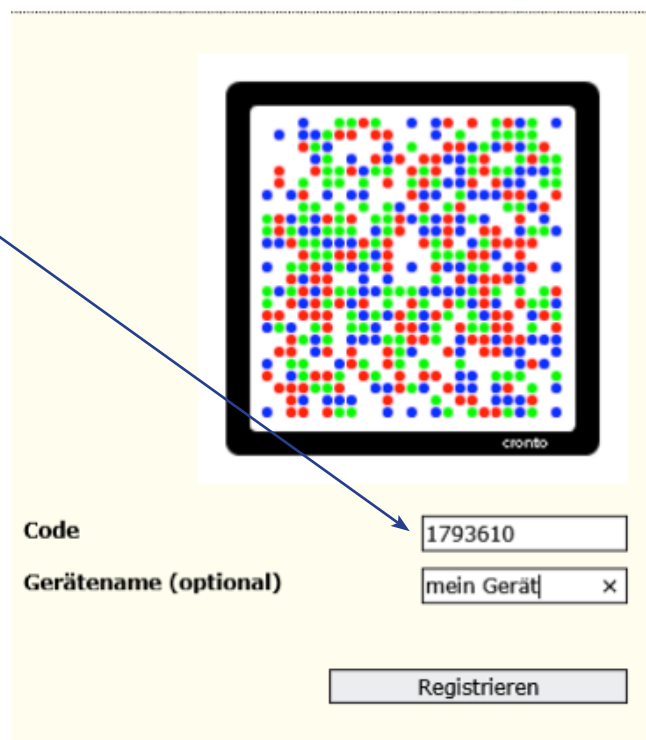 cronto
Code 1793610
Gerätename (optional) mein Gerät ×
Registrieren